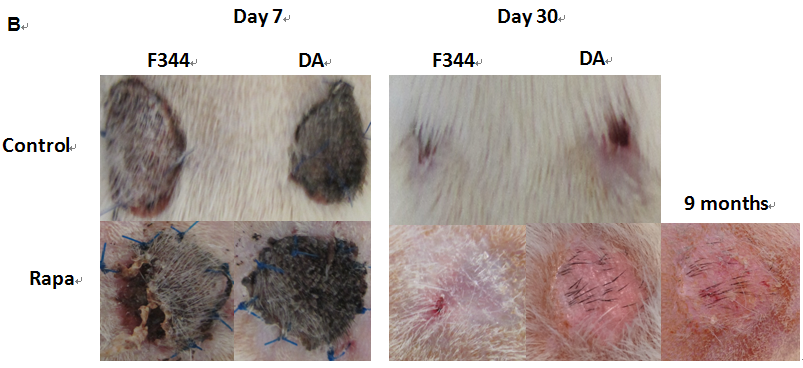 B
Day 7 Day 30
F344 DA F344 DA
Control
9 months
Rapa